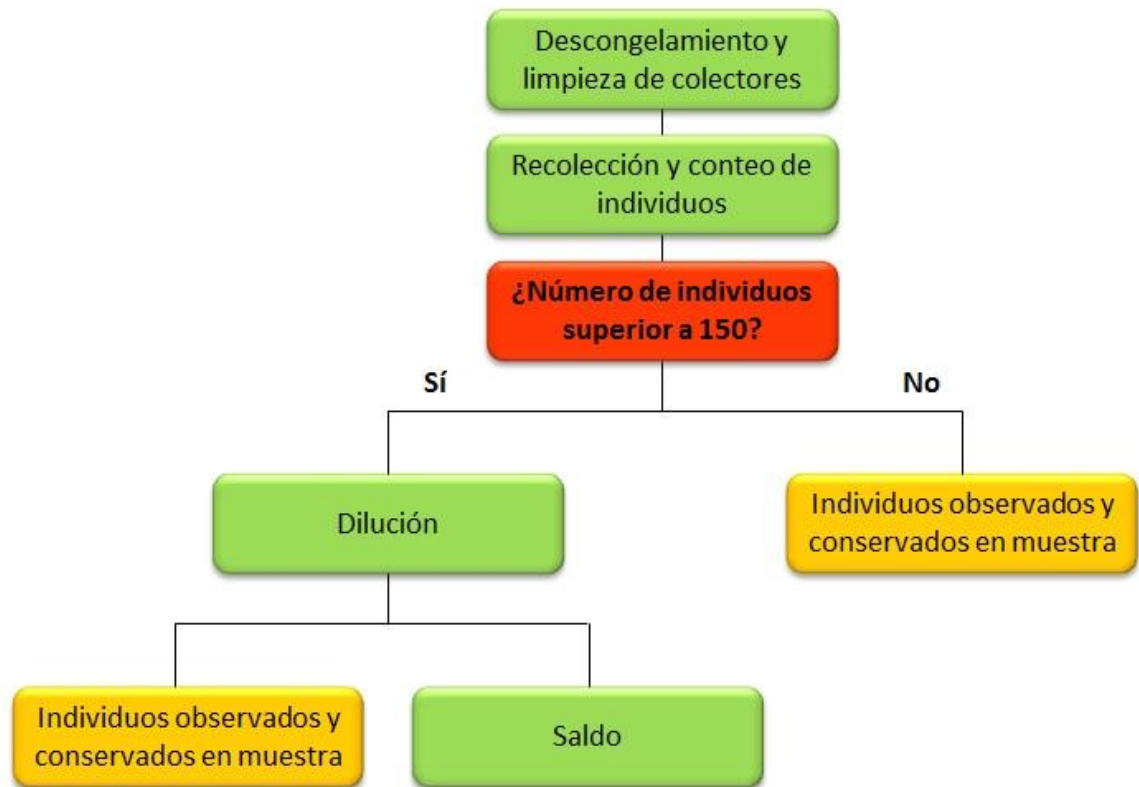 Descongelamiento y
limpieza de colectores
Recolección y conteo de
individuos
¿Número de individuos
superior a 150?
Sí
No
Dilución
Individuos observados y
conservados en muestra
Individuos observados y
conservados en muestra
Saldo